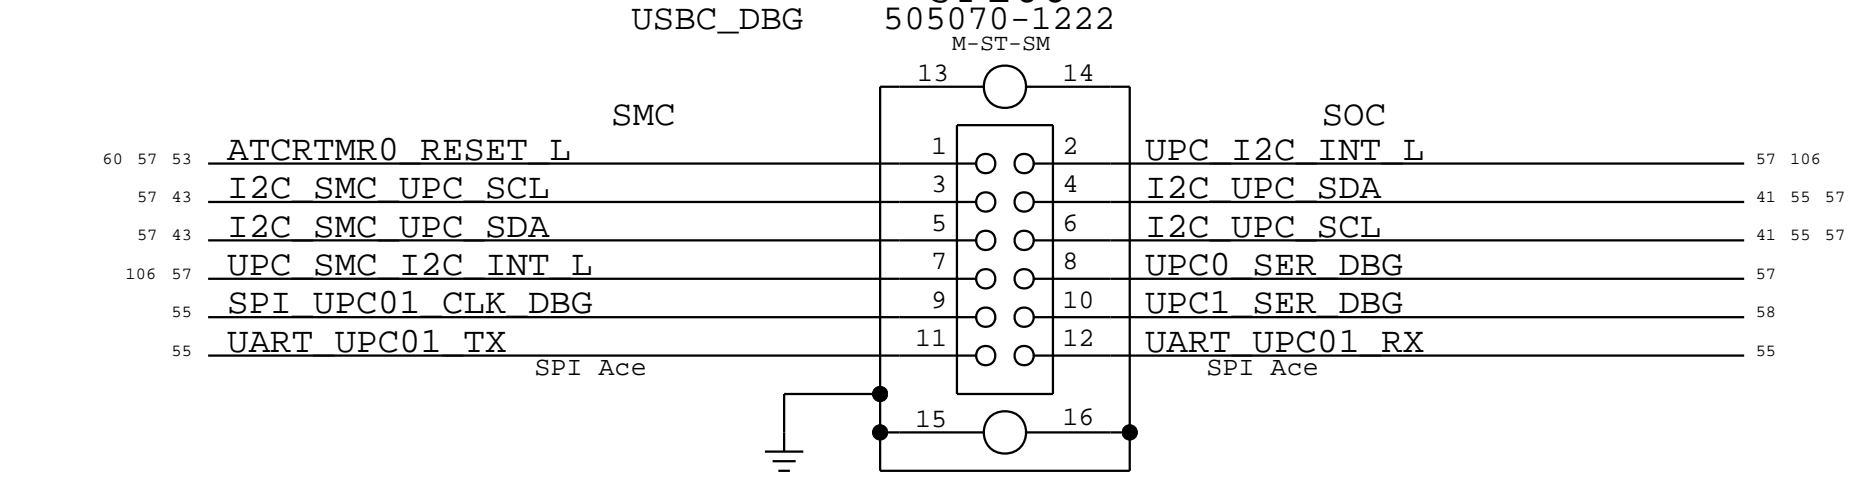 USBC_DBG 505070-1222
M-ST-SM
13 14
SMC SOC
60 57 53 ATCRTMR0_RESET_L 1 2 UPC_I2C_INT_L 57 106
57 43 I2C_SMC_UPC_SCL 3 4 I2C_UPC_SDA 41 55 57
57 43 I2C_SMC_UPC_SDA 5 6 I2C_UPC_SCL 41 55 57
106 57 UPC_SMC_I2C_INT_L 7 8 UPC0_SER_DBG 57
55 SPI_UPC01_CLK_DBG 9 10 UPC1_SER_DBG 58
55 UART_UPC01_TX 11 12 UART_UPC01_RX 55
SPI Ace SPI Ace
15 16